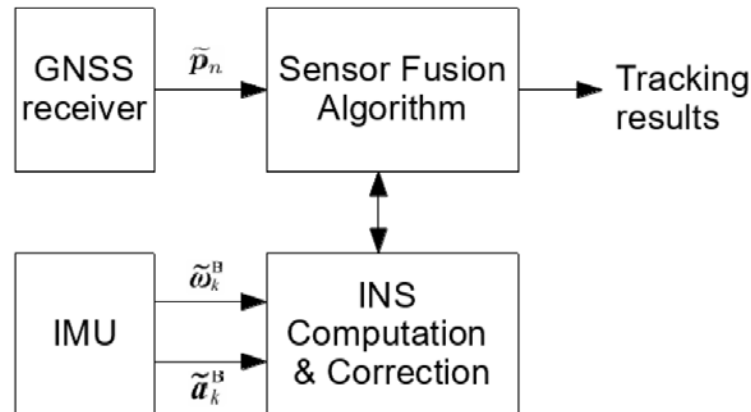 GNSS
receiver
p̃ₙ
Sensor Fusion
Algorithm
Tracking
results
IMU
ω̃ₖᴮ
ãₖᴮ
INS
Computation
& Correction